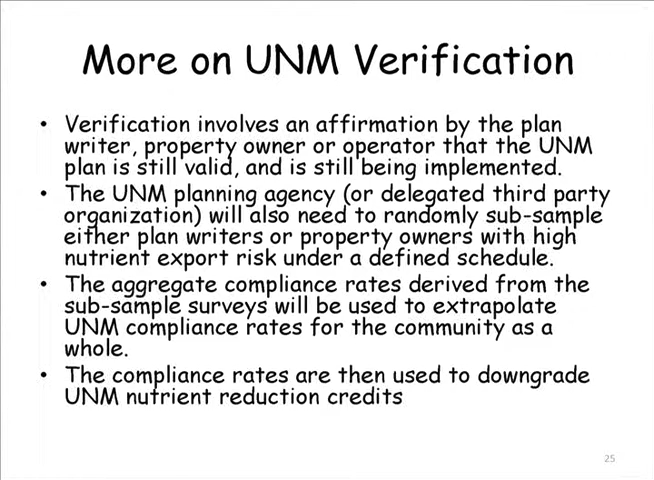 More on UNM Verification
• Verification involves an affirmation by the plan
writer, property owner or operator that the UNM
plan is still valid, and is still being implemented.
• The UNM planning agency (or delegated third party
organization) will also need to randomly sub-sample
either plan writers or property owners with high
nutrient export risk under a defined schedule.
• The aggregate compliance rates derived from the
sub-sample surveys will be used to extrapolate
UNM compliance rates for the community as a
whole.
• The compliance rates are then used to downgrade
UNM nutrient reduction credits
25